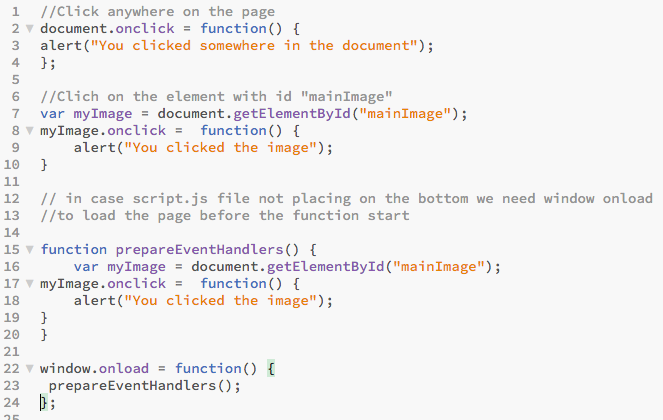 1 //Click anywhere on the page
2 document.onclick = function() {
3 alert("You clicked somewhere in the document");
4 };
5
6 //Clich on the element with id "mainImage"
7 var myImage = document.getElementById("mainImage");
8 myImage.onclick =  function() {
9     alert("You clicked the image");
10 }
11
12 // in case script.js file not placing on the bottom we need window onload
13 //to load the page before the function start
14
15 function prepareEventHandlers() {
16     var myImage = document.getElementById("mainImage");
17 myImage.onclick =  function() {
18     alert("You clicked the image");
19 }
20 }
21
22 window.onload = function() {
23  prepareEventHandlers();
24 };
25